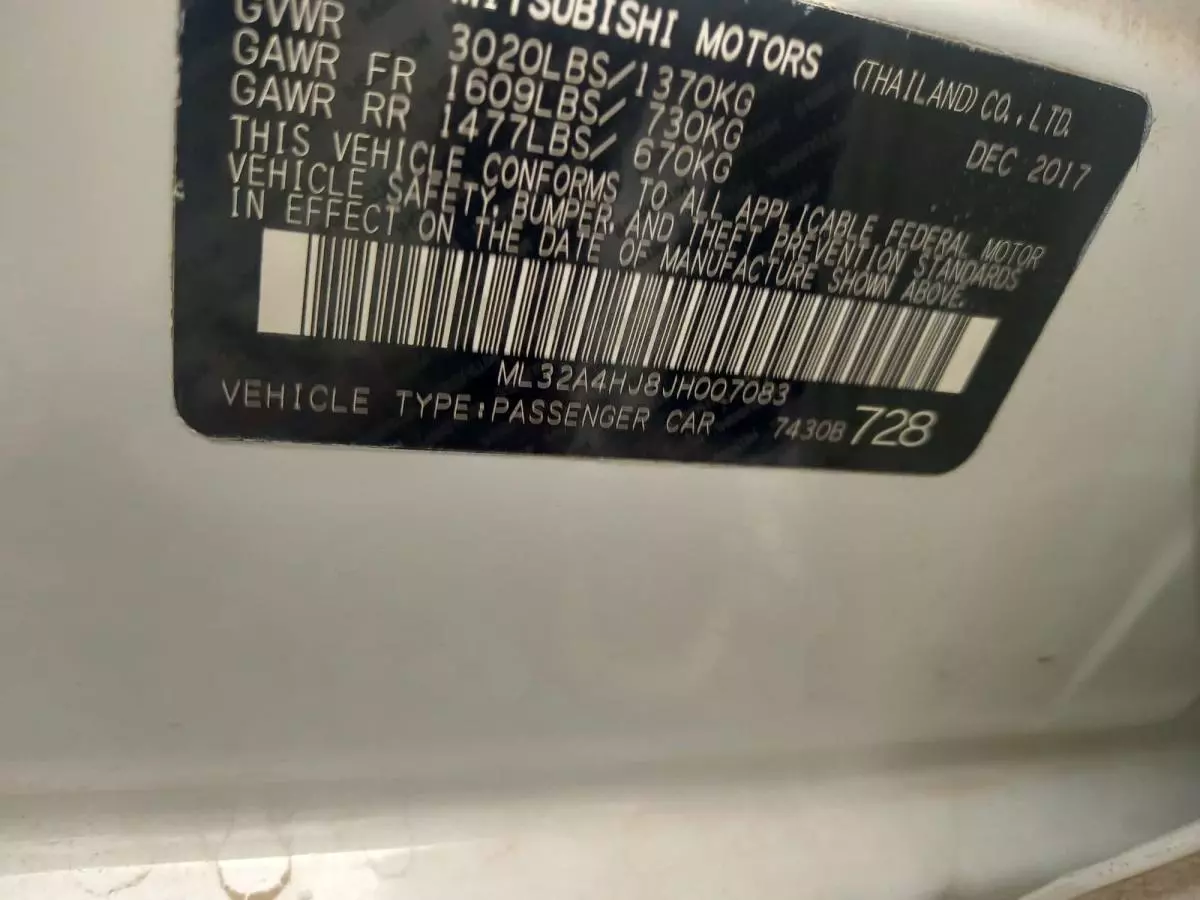 MITSUBISHI MOTORS (THAILAND) CO., LTD.
GVWR 3020LBS/1370KG DEC 2017
GAWR FR 1609LBS/ 730KG
GAWR RR 1477LBS/ 670KG
THIS VEHICLE CONFORMS TO ALL APPLICABLE FEDERAL MOTOR
VEHICLE SAFETY, BUMPER, AND THEFT PREVENTION STANDARDS
IN EFFECT ON THE DATE OF MANUFACTURE SHOWN ABOVE.
ML32A4HJ8JH007083
VEHICLE TYPE:PASSENGER CAR 7430B 728